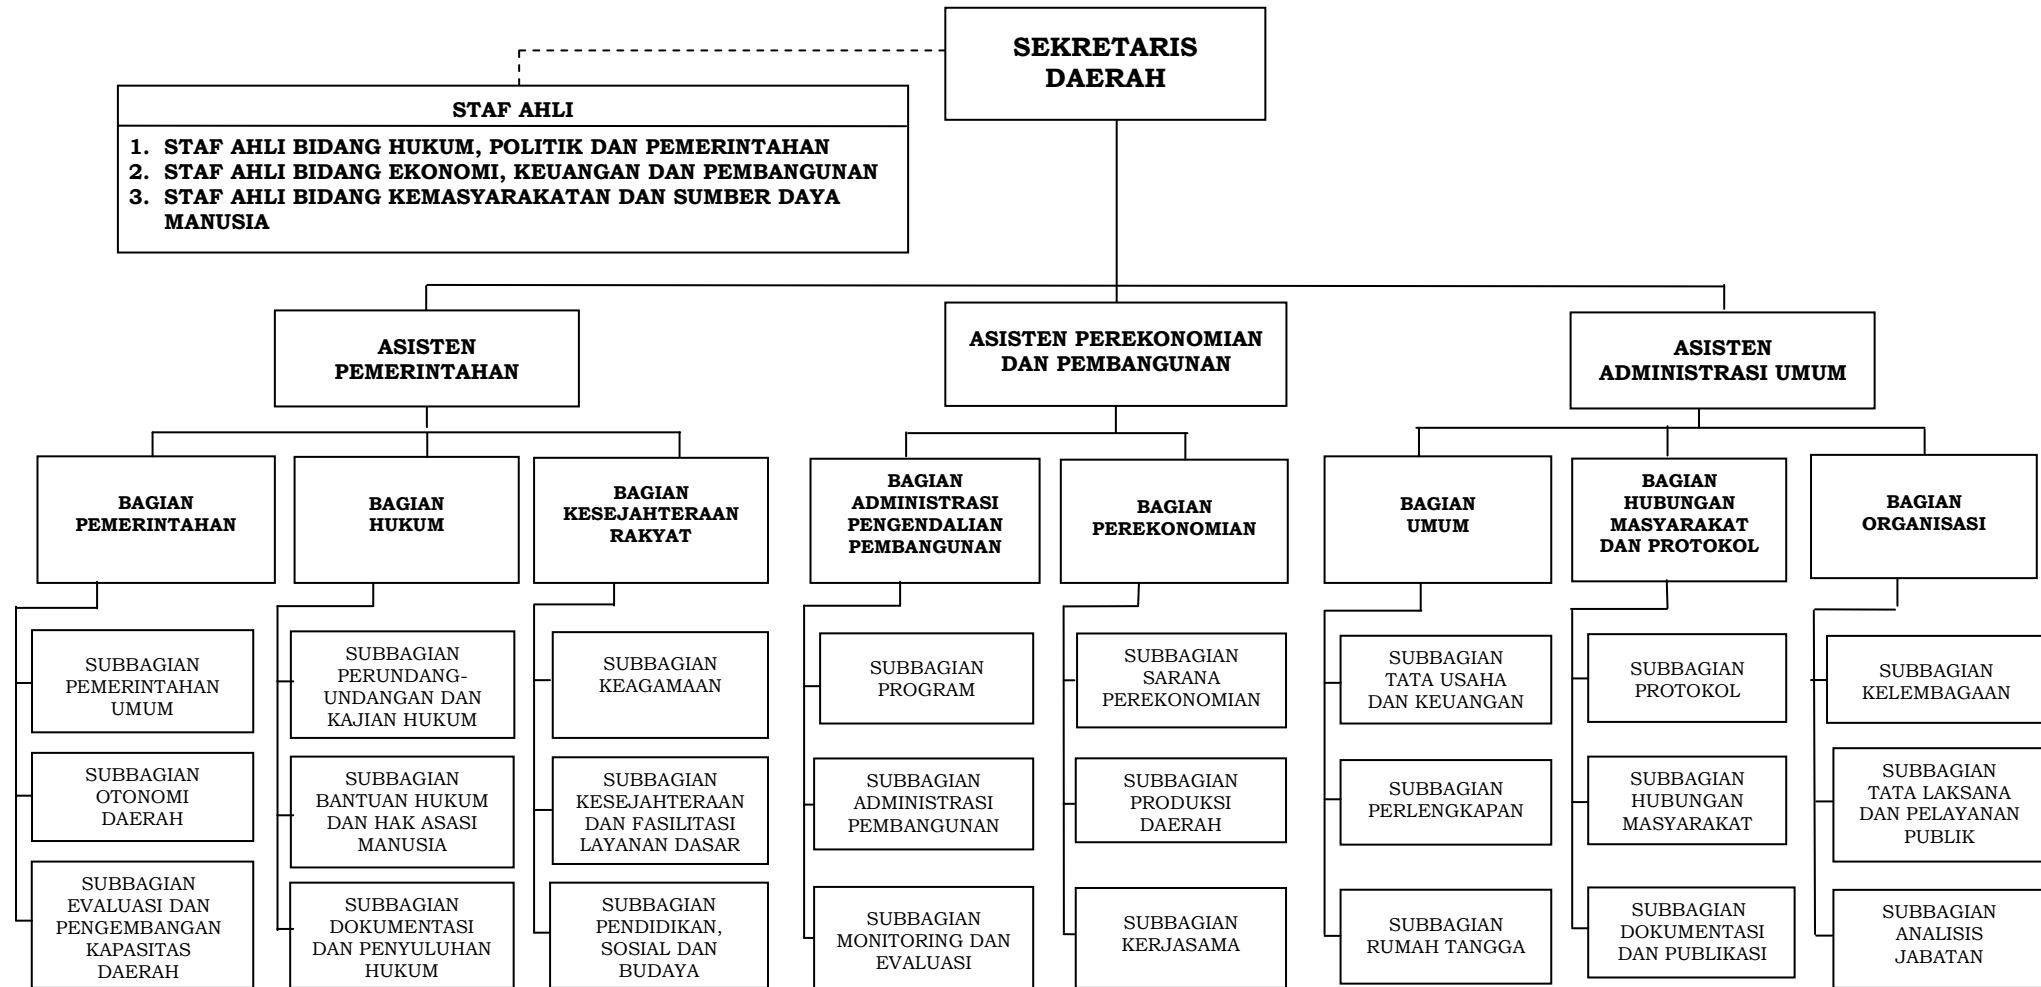 SEKRETARIS
DAERAH
STAF AHLI
1. STAF AHLI BIDANG HUKUM, POLITIK DAN PEMERINTAHAN
2. STAF AHLI BIDANG EKONOMI, KEUANGAN DAN PEMBANGUNAN
3. STAF AHLI BIDANG KEMASYARAKATAN DAN SUMBER DAYA
MANUSIA
ASISTEN
PEMERINTAHAN
ASISTEN PEREKONOMIAN
DAN PEMBANGUNAN
ASISTEN
ADMINISTRASI UMUM
BAGIAN
PEMERINTAHAN
BAGIAN
HUKUM
BAGIAN
KESEJAHTERAAN
RAKYAT
BAGIAN
ADMINISTRASI
PENGENDALIAN
PEMBANGUNAN
BAGIAN
PEREKONOMIAN
BAGIAN
UMUM
BAGIAN
HUBUNGAN
MASYARAKAT
DAN PROTOKOL
BAGIAN
ORGANISASI
SUBBAGIAN
PEMERINTAHAN
UMUM
SUBBAGIAN
PERUNDANG-
UNDANGAN DAN
KAJIAN HUKUM
SUBBAGIAN
KEAGAMAAN
SUBBAGIAN
PROGRAM
SUBBAGIAN
SARANA
PEREKONOMIAN
SUBBAGIAN
TATA USAHA
DAN KEUANGAN
SUBBAGIAN
PROTOKOL
SUBBAGIAN
KELEMBAGAAN
SUBBAGIAN
OTONOMI
DAERAH
SUBBAGIAN
BANTUAN HUKUM
DAN HAK ASASI
MANUSIA
SUBBAGIAN
KESEJAHTERAAN
DAN FASILITASI
LAYANAN DASAR
SUBBAGIAN
ADMINISTRASI
PEMBANGUNAN
SUBBAGIAN
PRODUKSI
DAERAH
SUBBAGIAN
PERLENGKAPAN
SUBBAGIAN
HUBUNGAN
MASYARAKAT
SUBBAGIAN
TATA LAKSANA
DAN PELAYANAN
PUBLIK
SUBBAGIAN
EVALUASI DAN
PENGEMBANGAN
KAPASITAS
DAERAH
SUBBAGIAN
DOKUMENTASI
DAN PENYULUHAN
HUKUM
SUBBAGIAN
PENDIDIKAN,
SOSIAL DAN
BUDAYA
SUBBAGIAN
MONITORING DAN
EVALUASI
SUBBAGIAN
KERJASAMA
SUBBAGIAN
RUMAH TANGGA
SUBBAGIAN
DOKUMENTASI
DAN PUBLIKASI
SUBBAGIAN
ANALISIS
JABATAN